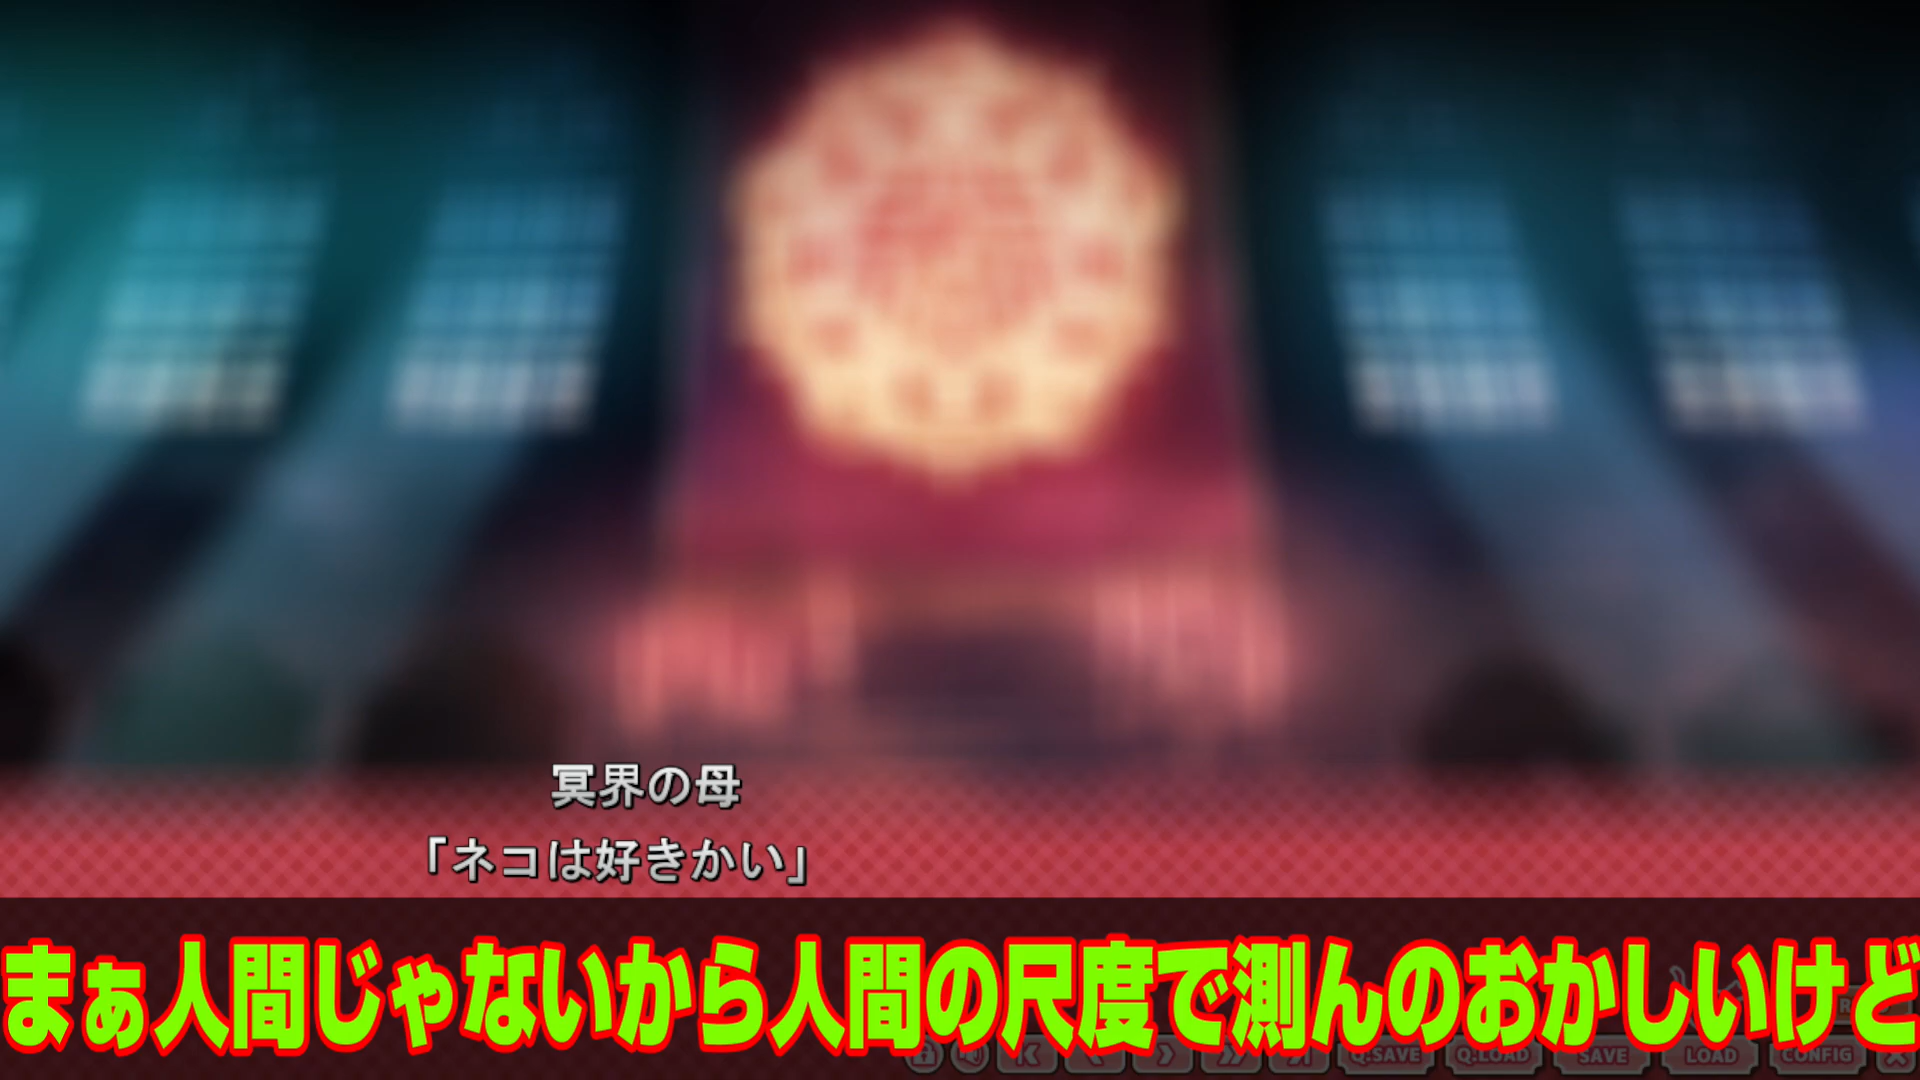 冥界の母
「ネコは好きかい」
まぁ人間じゃないから人間の尺度で測んのおかしいけど
Q.SAVE Q.LOAD SAVE LOAD CONFIG